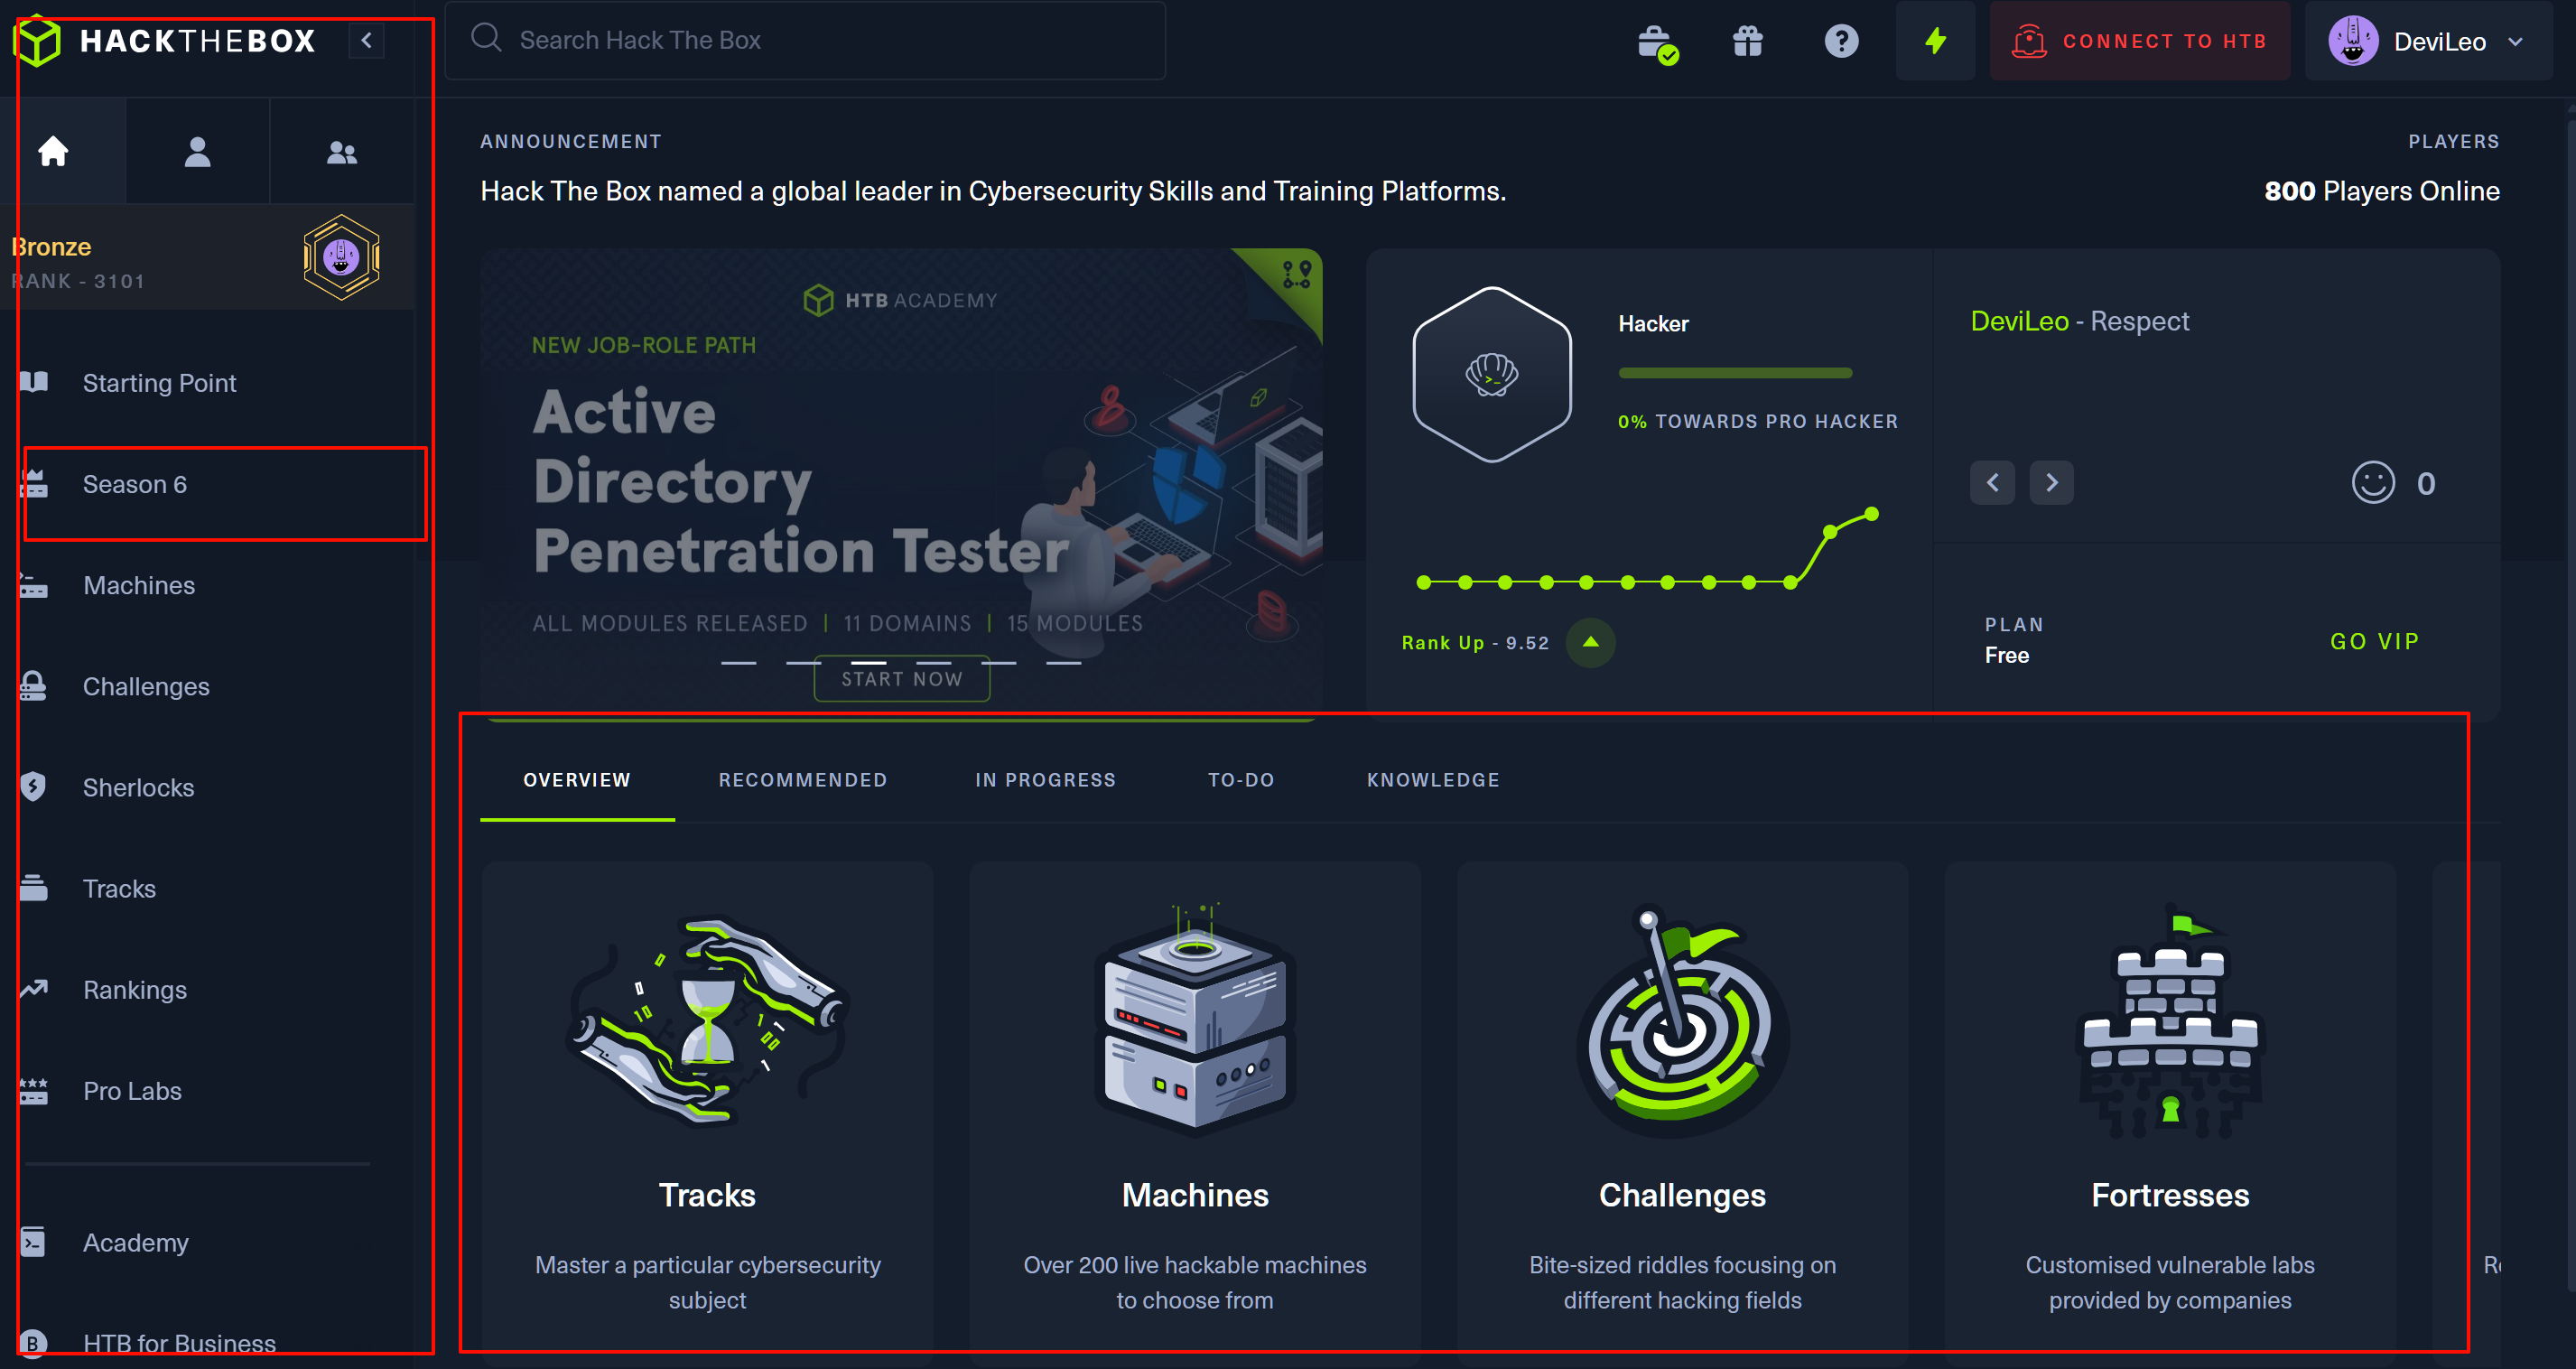 HACKTHEBOX
Search Hack The Box
CONNECT TO HTB
DeviLeo
Bronze
RANK - 3101
Starting Point
Season 6
Machines
Challenges
Sherlocks
Tracks
Rankings
Pro Labs
Academy
B
HTB for Business
ANNOUNCEMENT
Hack The Box named a global leader in Cybersecurity Skills and Training Platforms.
PLAYERS
800 Players Online
HTB ACADEMY
NEW JOB-ROLE PATH
Active
Directory
Penetration Tester
ALL MODULES RELEASED | 11 DOMAINS | 15 MODULES
START NOW
Hacker
0% TOWARDS PRO HACKER
Rank Up - 9.52
DeviLeo - Respect
0
PLAN
Free
GO VIP
OVERVIEW RECOMMENDED IN PROGRESS TO-DO KNOWLEDGE
Tracks
Master a particular cybersecurity
subject
Machines
Over 200 live hackable machines
to choose from
Challenges
Bite-sized riddles focusing on
different hacking fields
Fortresses
Customised vulnerable labs
provided by companies